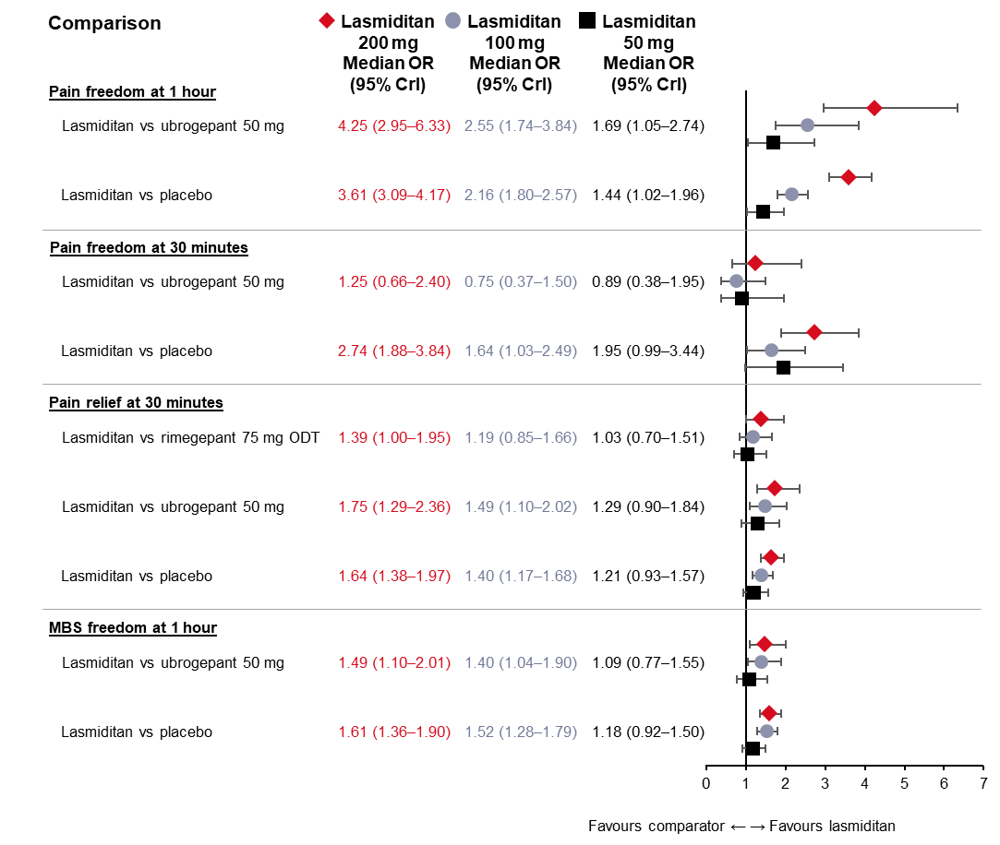 Comparison
Lasmiditan 200 mg Median OR (95% CrI)
Lasmiditan 100 mg Median OR (95% CrI)
Lasmiditan 50 mg Median OR (95% CrI)
Pain freedom at 1 hour
Lasmiditan vs ubrogepant 50 mg 4.25 (2.95–6.33) 2.55 (1.74–3.84) 1.69 (1.05–2.74)
Lasmiditan vs placebo 3.61 (3.09–4.17) 2.16 (1.80–2.57) 1.44 (1.02–1.96)
Pain freedom at 30 minutes
Lasmiditan vs ubrogepant 50 mg 1.25 (0.66–2.40) 0.75 (0.37–1.50) 0.89 (0.38–1.95)
Lasmiditan vs placebo 2.74 (1.88–3.84) 1.64 (1.03–2.49) 1.95 (0.99–3.44)
Pain relief at 30 minutes
Lasmiditan vs rimegepant 75 mg ODT 1.39 (1.00–1.95) 1.19 (0.85–1.66) 1.03 (0.70–1.51)
Lasmiditan vs ubrogepant 50 mg 1.75 (1.29–2.36) 1.49 (1.10–2.02) 1.29 (0.90–1.84)
Lasmiditan vs placebo 1.64 (1.38–1.97) 1.40 (1.17–1.68) 1.21 (0.93–1.57)
MBS freedom at 1 hour
Lasmiditan vs ubrogepant 50 mg 1.49 (1.10–2.01) 1.40 (1.04–1.90) 1.09 (0.77–1.55)
Lasmiditan vs placebo 1.61 (1.36–1.90) 1.52 (1.28–1.79) 1.18 (0.92–1.50)
0 1 2 3 4 5 6 7
Favours comparator ← → Favours lasmiditan